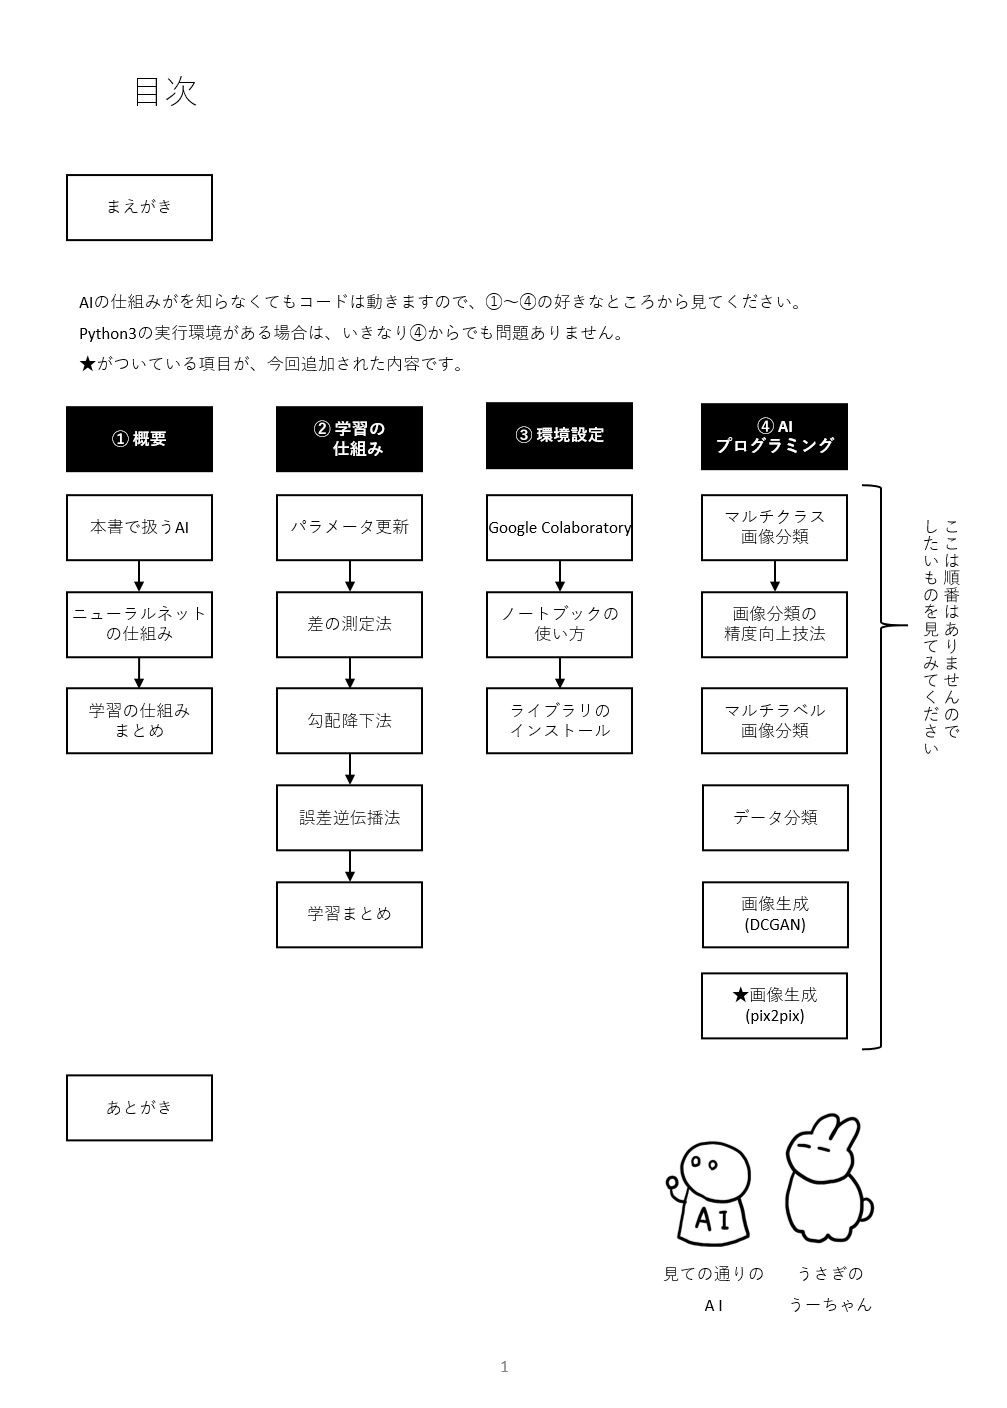 目次
まえがき
AIの仕組みがを知らなくてもコードは動きますので、①～④の好きなところから見てください。
Python3の実行環境がある場合は、いきなり④からでも問題ありません。
★がついている項目が、今回追加された内容です。
① 概要
本書で扱うAI
ニューラルネット
の仕組み
学習の仕組み
まとめ
② 学習の
仕組み
パラメータ更新
差の測定法
勾配降下法
誤差逆伝播法
学習まとめ
③ 環境設定
Google Colaboratory
ノートブックの
使い方
ライブラリの
インストール
④ AI
プログラミング
マルチクラス
画像分類
画像分類の
精度向上技法
マルチラベル
画像分類
データ分類
画像生成
(DCGAN)
★画像生成
(pix2pix)
ここは順番はありませんので
したいものを見てみてください
あとがき
AI
見ての通りの
A I
うさぎの
うーちゃん
1